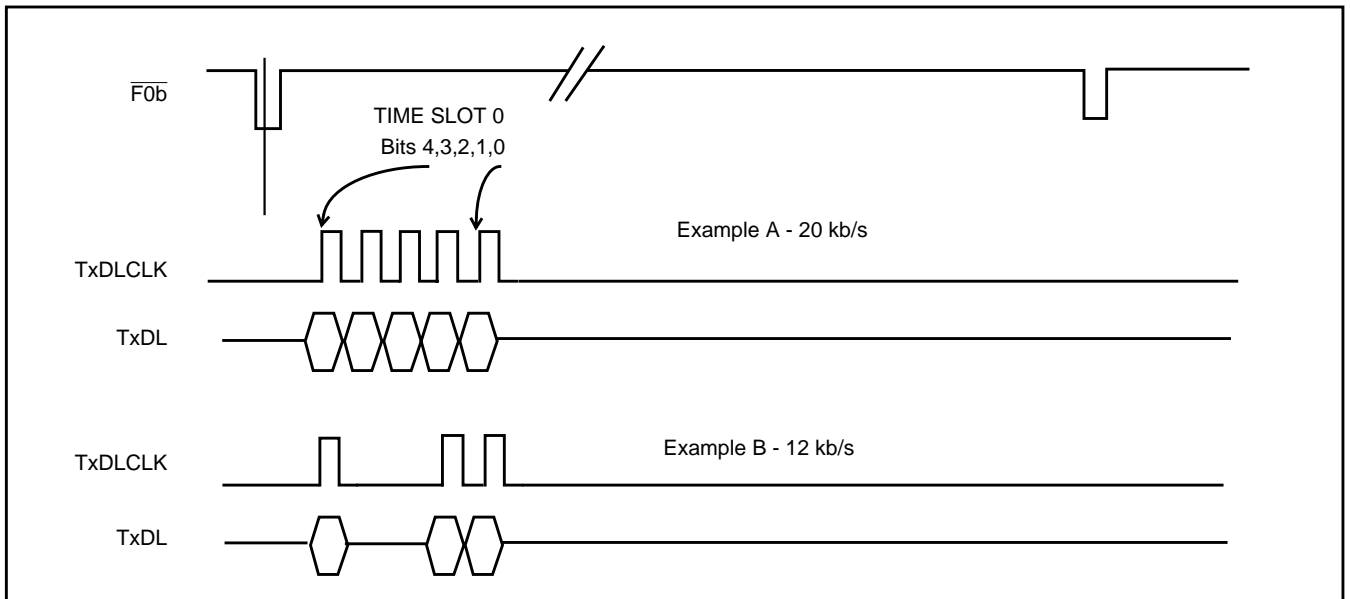 F0b
TIME SLOT 0
Bits 4,3,2,1,0
Example A - 20 kb/s
TxDLCLK
TxDL
Example B - 12 kb/s
TxDLCLK
TxDL